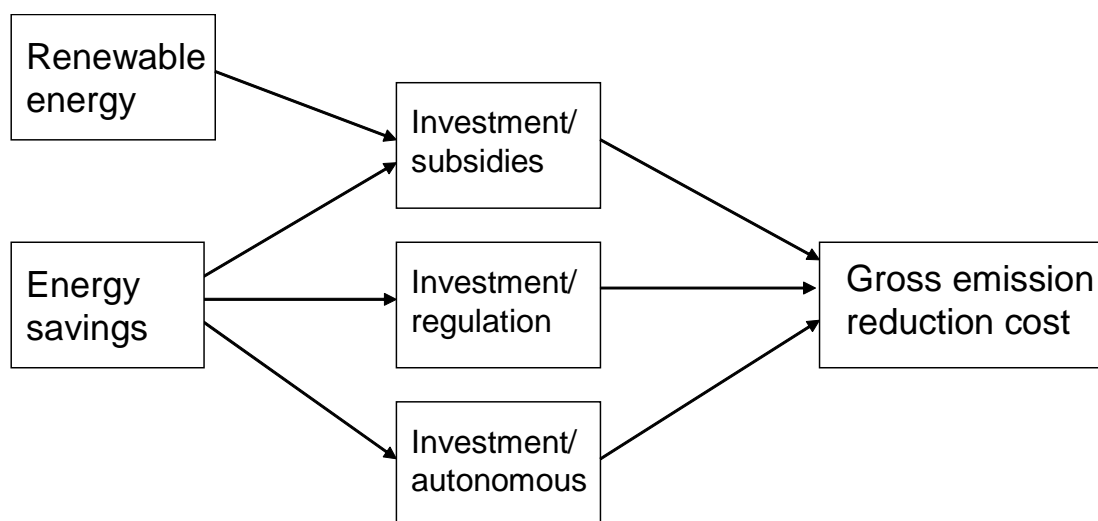 Renewable
energy
Investment/
subsidies
Energy
savings
Investment/
regulation
Gross emission
reduction cost
Investment/
autonomous